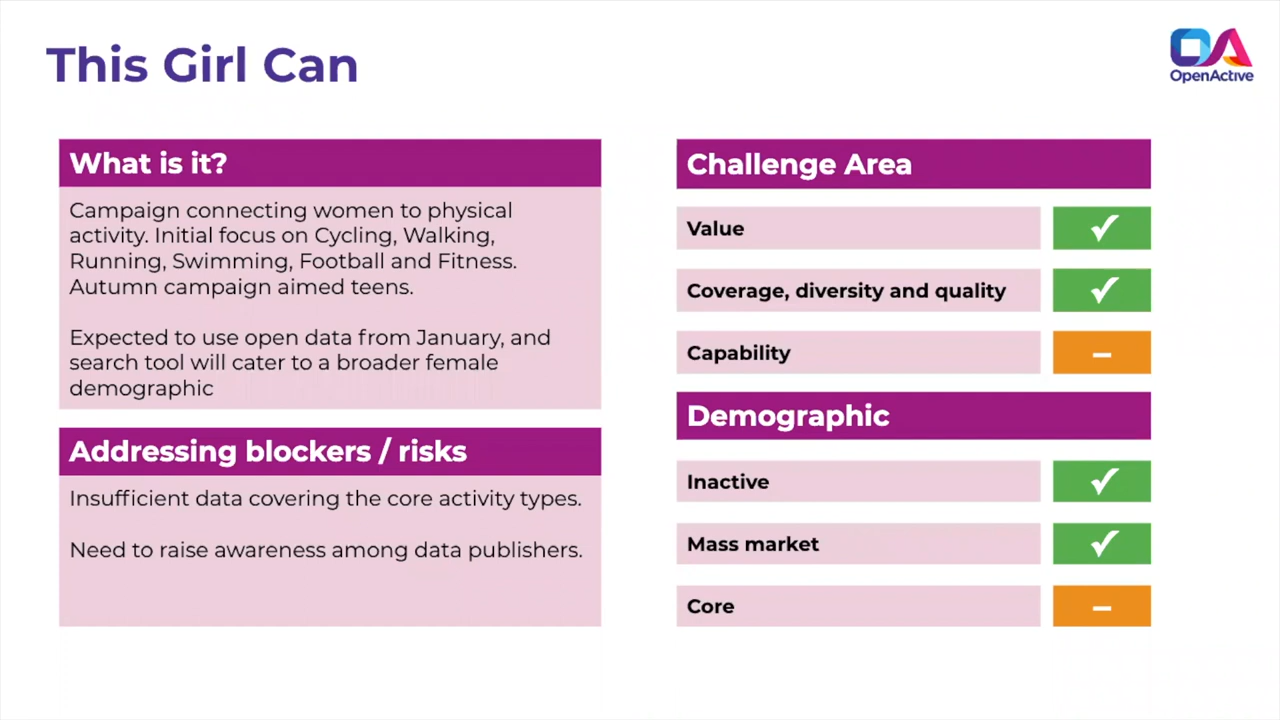 This Girl Can
OpenActive
What is it?
Campaign connecting women to physical
activity. Initial focus on Cycling, Walking,
Running, Swimming, Football and Fitness.
Autumn campaign aimed teens.
Expected to use open data from January, and
search tool will cater to a broader female
demographic
Addressing blockers / risks
Insufficient data covering the core activity types.
Need to raise awareness among data publishers.
Challenge Area
Value
Coverage, diversity and quality
Capability
Demographic
Inactive
Mass market
Core